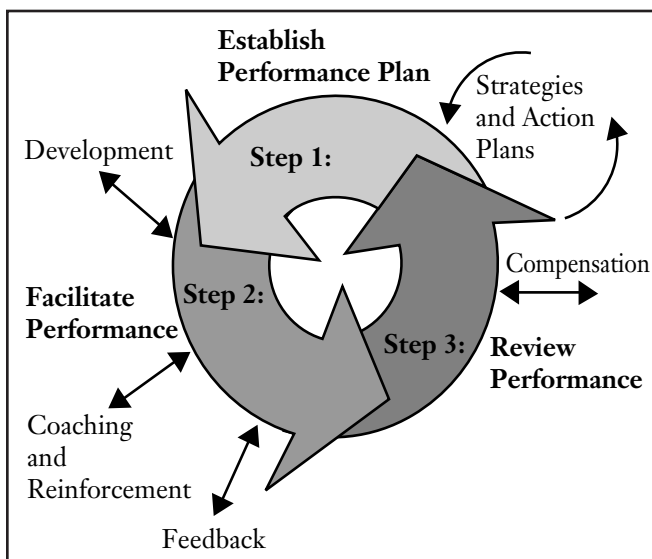 Establish
Performance Plan
Strategies
and Action
Plans
Step 1:
Development
Compensation
Facilitate
Performance
Step 2:
Step 3:
Review
Performance
Coaching
and
Reinforcement
Feedback